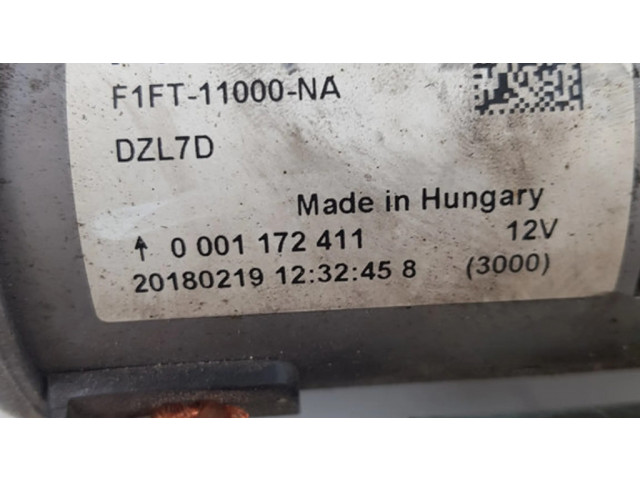 F1FT-11000-NA
DZL7D
Made in Hungary
0 001 172 411 12V
20180219 12:32:45 8 (3000)